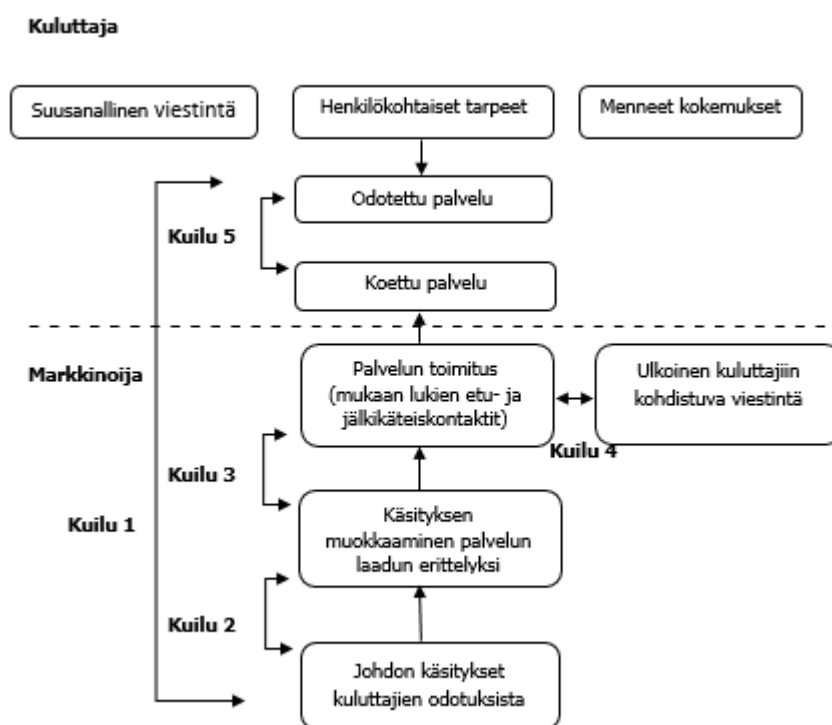 Kuluttaja
Suusanallinen viestintä
Henkilökohtaiset tarpeet
Menneet kokemukset
Odotettu palvelu
Kuilu 5
Koettu palvelu
Markkinoija
Palvelun toimitus
(mukaan lukien etu- ja
jälkikäteiskontaktit)
Ulkoinen kuluttajiin
kohdistuva viestintä
Kuilu 4
Kuilu 3
Kuilu 1
Käsityksen
muokkaaminen palvelun
laadun erittelyksi
Kuilu 2
Johdon käsitykset
kuluttajien odotuksista